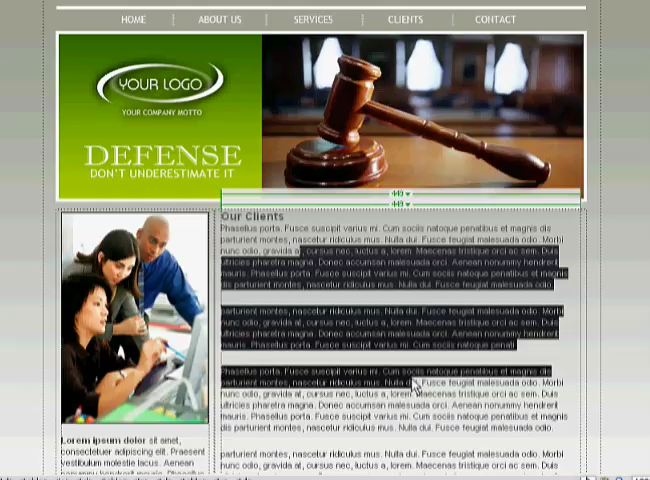 HOME ABOUT US SERVICES CLIENTS CONTACT
YOUR LOGO
YOUR COMPANY MOTTO
DEFENSE
DON'T UNDERESTIMATE IT
449
449
Our Clients
Phasellus porta. Fusce suscipit varius mi. Cum sociis natoque penatibus et magnis dis
parturient montes, nascetur ridiculus mus. Nulla dui. Fusce feugiat malesuada odio. Morbi
nunc odio, gravida a, cursus nec, luctus a, lorem. Maecenas tristique orci ac sem. Duis
ultricies pharetra magna. Donec accumsan malesuada orci. Aenean nonummy hendrerit
mauris. Phasellus porta. Fusce suscipit varius mi. Cum sociis natoque penatibus et magnis
dis parturient montes, nascetur ridiculus mus. Nulla dui. Fusce feugiat malesuada odio.
parturient montes, nascetur ridiculus mus. Nulla dui. Fusce feugiat malesuada odio. Morbi
nunc odio, gravida a, cursus nec, luctus a, lorem. Maecenas tristique orci ac sem. Duis
ultricies pharetra magna. Donec accumsan malesuada orci. Aenean nonummy hendrerit
mauris. Phasellus porta. Fusce suscipit varius mi. Cum sociis natoque penati
Phasellus porta. Fusce suscipit varius mi. Cum sociis natoque penatibus et magnis dis
parturient montes, nascetur ridiculus mus. Nulla dui. Fusce feugiat malesuada odio. Morbi
nunc odio, gravida a, cursus nec, luctus a, lorem. Maecenas tristique orci ac sem. Duis
ultricies pharetra magna. Donec accumsan malesuada orci. Aenean nonummy hendrerit
mauris. Phasellus porta. Fusce suscipit varius mi. Cum sociis natoque penatibus et magnis
dis parturient montes, nascetur ridiculus mus. Nulla dui. Fusce feugiat malesuada odio.
parturient montes, nascetur ridiculus mus. Nulla dui. Fusce feugiat malesuada odio. Morbi
nunc odio, gravida a, cursus nec, luctus a, lorem. Maecenas tristique orci ac sem. Duis
Lorem ipsum dolor sit amet,
consectetuer adipiscing elit. Praesent
vestibulum molestie lacus. Aenean